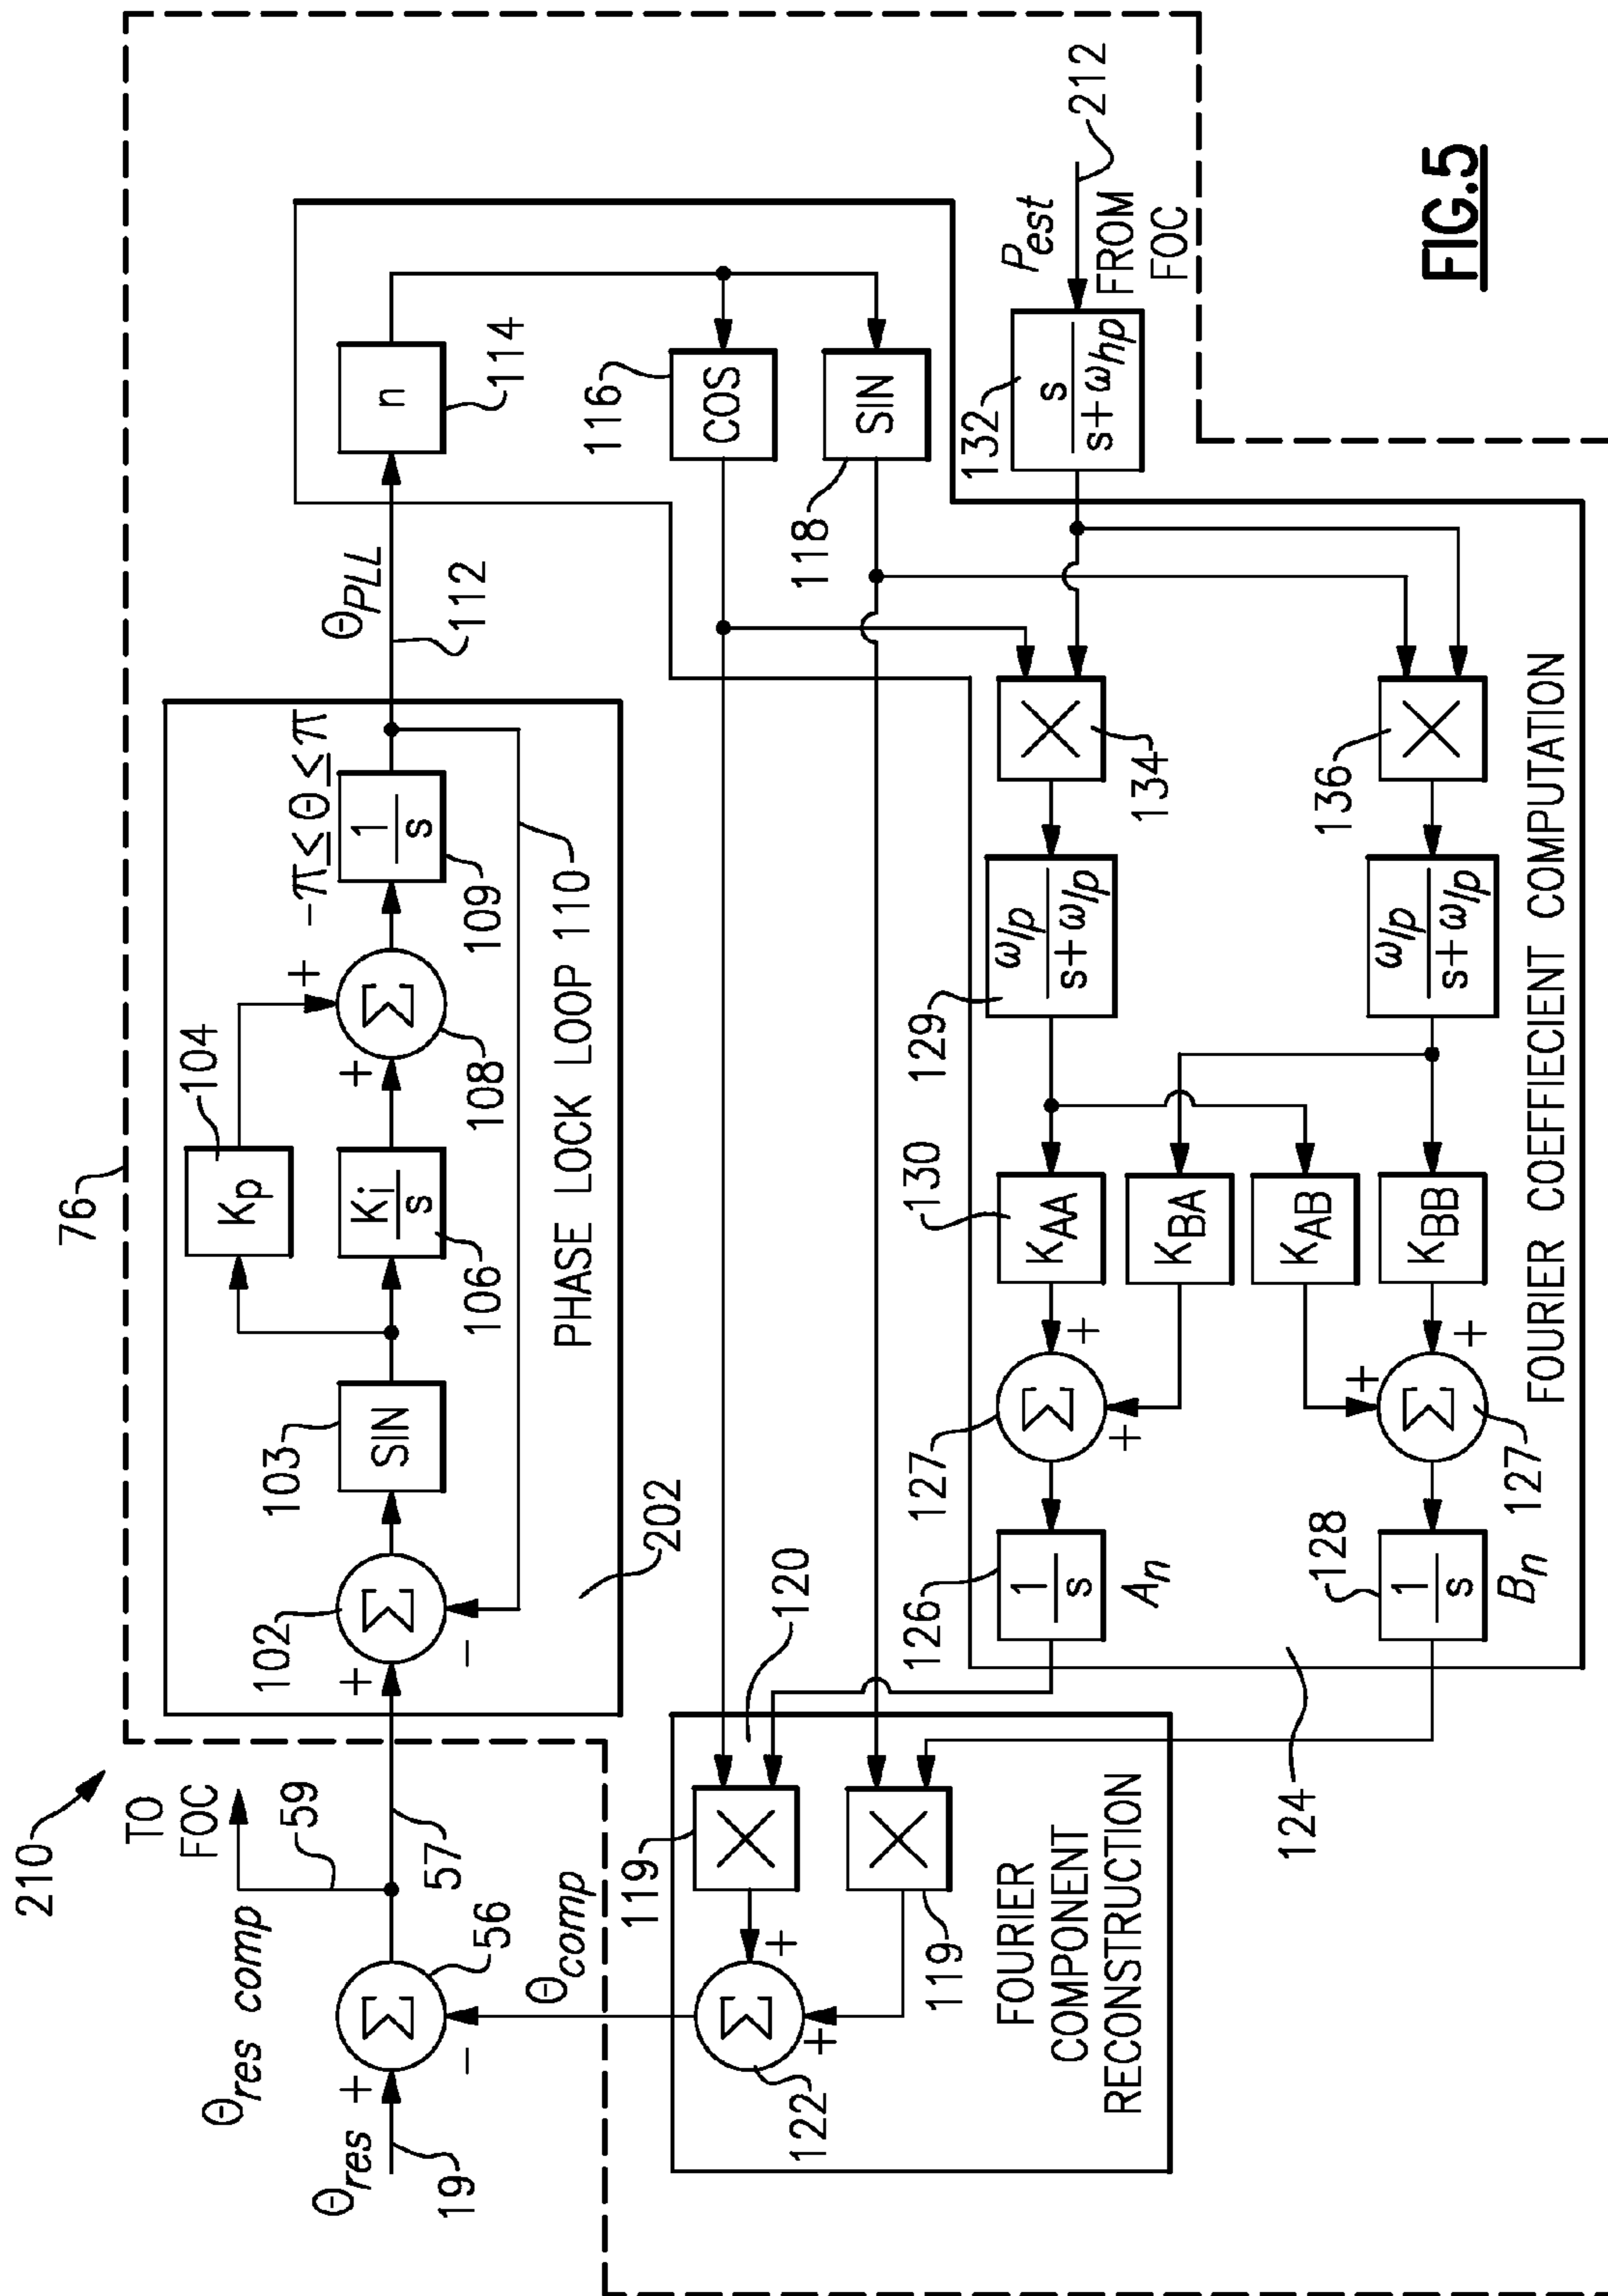 210
TO
FOC
59
Θres comp
Θres
19
+
−
Σ
56
57
Θcomp
76
102
+
−
Σ
103
SIN
104
Kp
Ki
s
106
+
+
Σ
108
-π≤Θ≤π
1
s
109
110
PHASE LOCK LOOP
202
ΘPLL
112
n
114
116
COS
118
SIN
Pest
FROM
FOC
212
132
s
s+ωhp
119
119
120
+
+
Σ
122
FOURIER
COMPONENT
RECONSTRUCTION
134
136
129
ωlp
s+ωlp
ωlp
s+ωlp
130
KAA
KBA
KAB
KBB
+
+
Σ
127
+
+
Σ
127
126
1
s
An
128
1
s
Bn
124
FOURIER COEFFIECIENT COMPUTATION
FIG.5